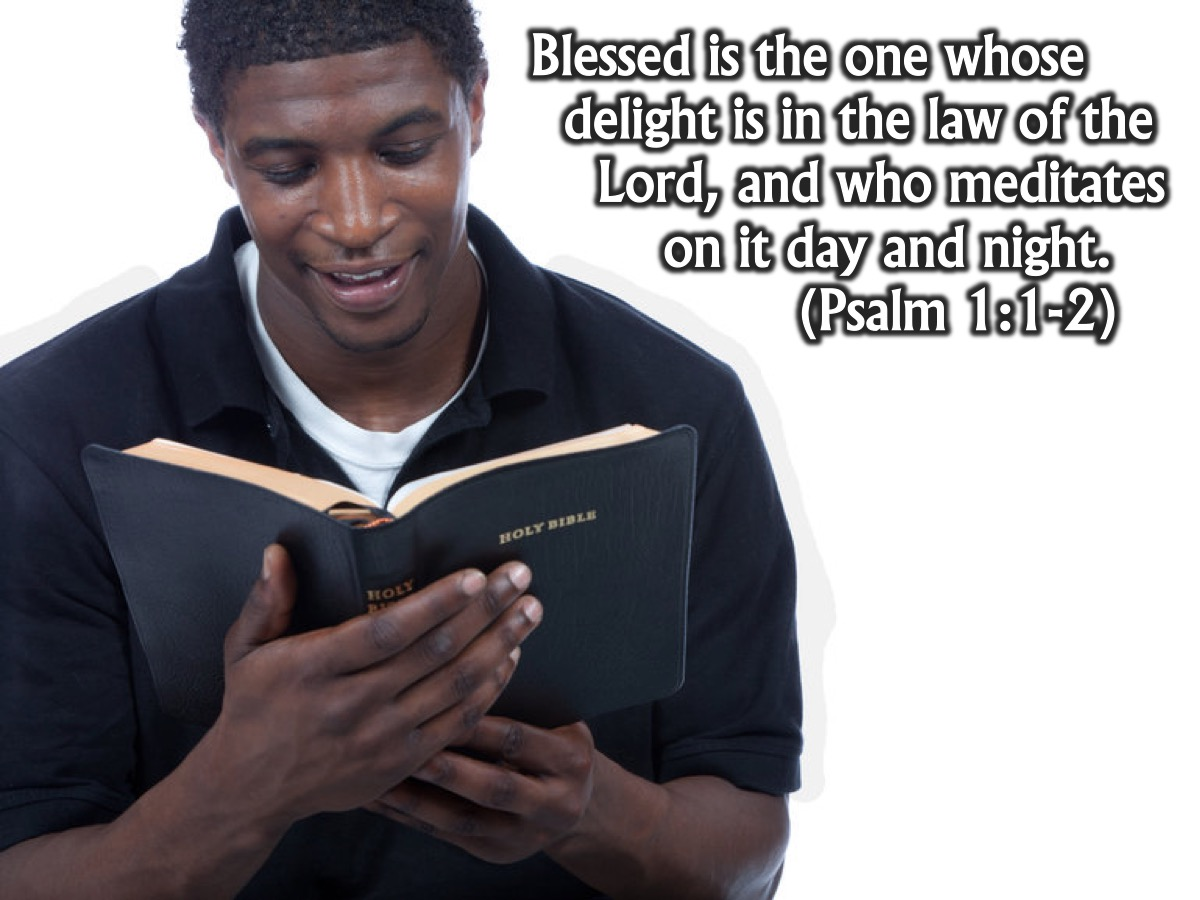 Blessed is the one whose
delight is in the law of the
Lord, and who meditates
on it day and night.
(Psalm 1:1-2)
HOLY BIBLE
HOLY